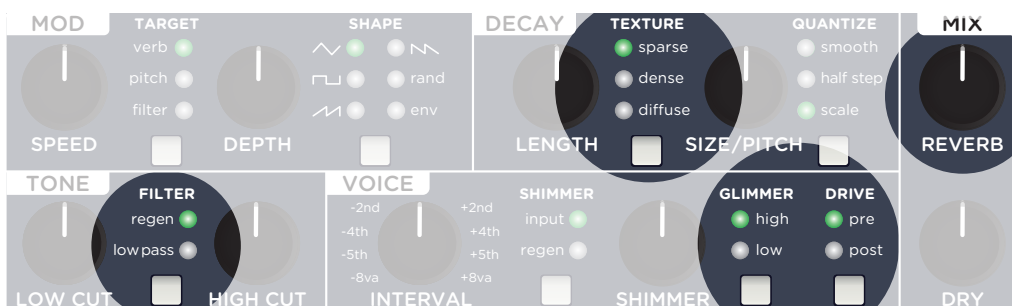 MOD
TARGET
SHAPE
DECAY
TEXTURE
QUANTIZE
MIX
verb
sparse
smooth
pitch
rand
dense
half step
filter
env
diffuse
scale
SPEED
DEPTH
LENGTH
SIZE/PITCH
REVERB
TONE
FILTER
VOICE
SHIMMER
GLIMMER
DRIVE
-2nd
+2nd
regen
input
high
pre
-4th
+4th
low pass
-5th
+5th
regen
low
post
-8va
+8va
LOW CUT
HIGH CUT
INTERVAL
SHIMMER
DRY